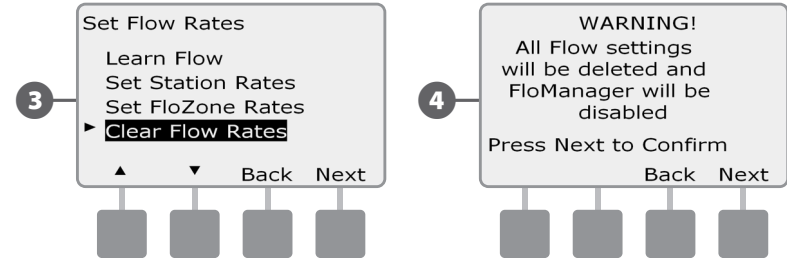 3
Set Flow Rates
Learn Flow
Set Station Rates
Set FloZone Rates
► Clear Flow Rates
▲ ▼ Back Next
4
WARNING!
All Flow settings
will be deleted and
FloManager will be
disabled
Press Next to Confirm
Back Next